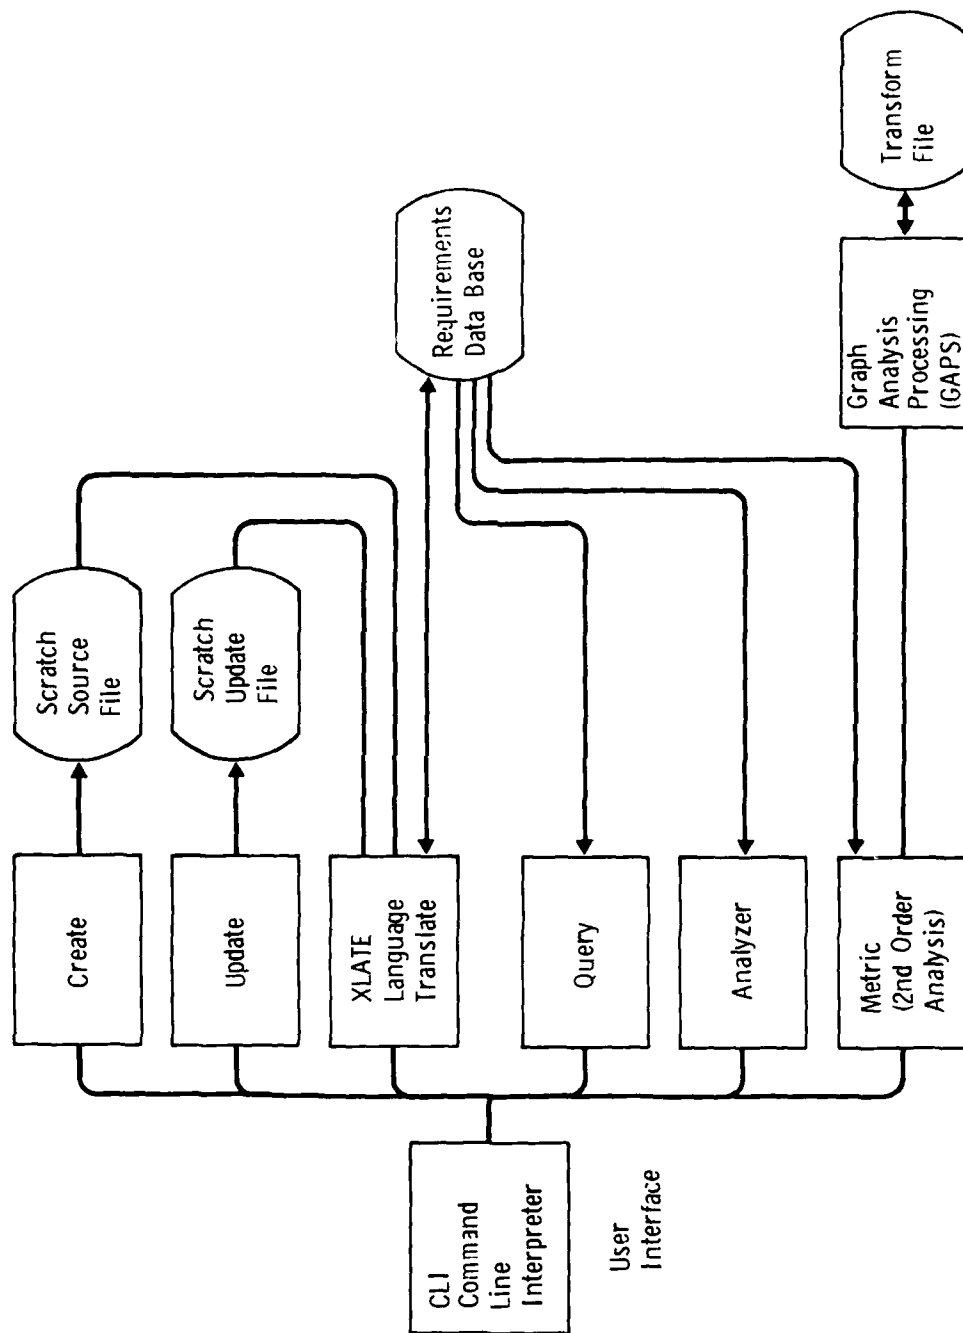 CLI
Command
Line
Interpreter
User
Interface
Create
Update
XLATE
Language
Translate
Query
Analyzer
Metric
(2nd Order
Analysis)
Scratch
Source
File
Scratch
Update
File
Requirements
Data Base
Graph
Analysis
Processing
(GAPS)
Transform
File